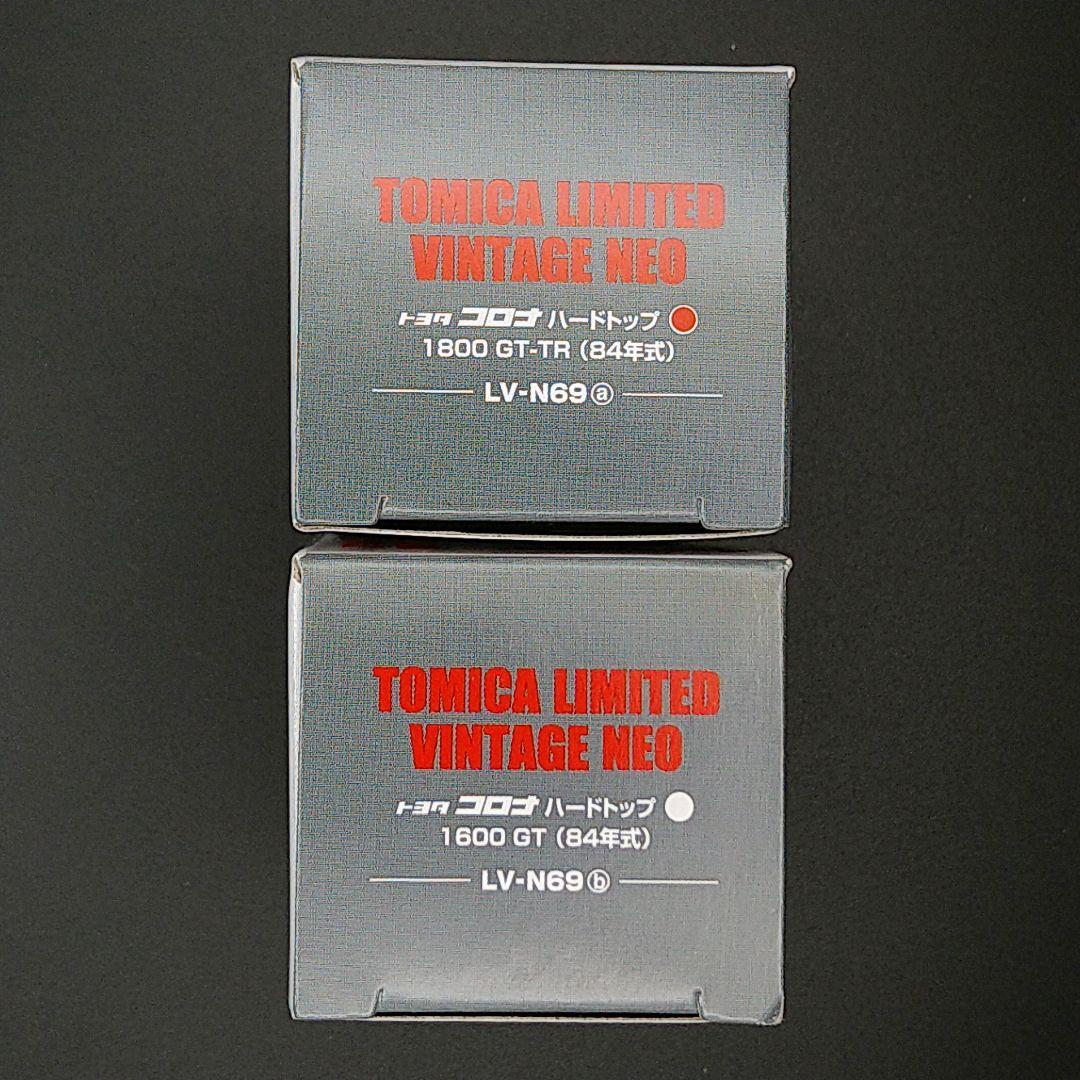 TOMICA LIMITED
VINTAGE NEO
トヨタ コロナ ハードトップ
1800 GT-TR (84年式)
LV-N69ⓐ
TOMICA LIMITED
VINTAGE NEO
トヨタ コロナ ハードトップ
1600 GT (84年式)
LV-N69ⓑ